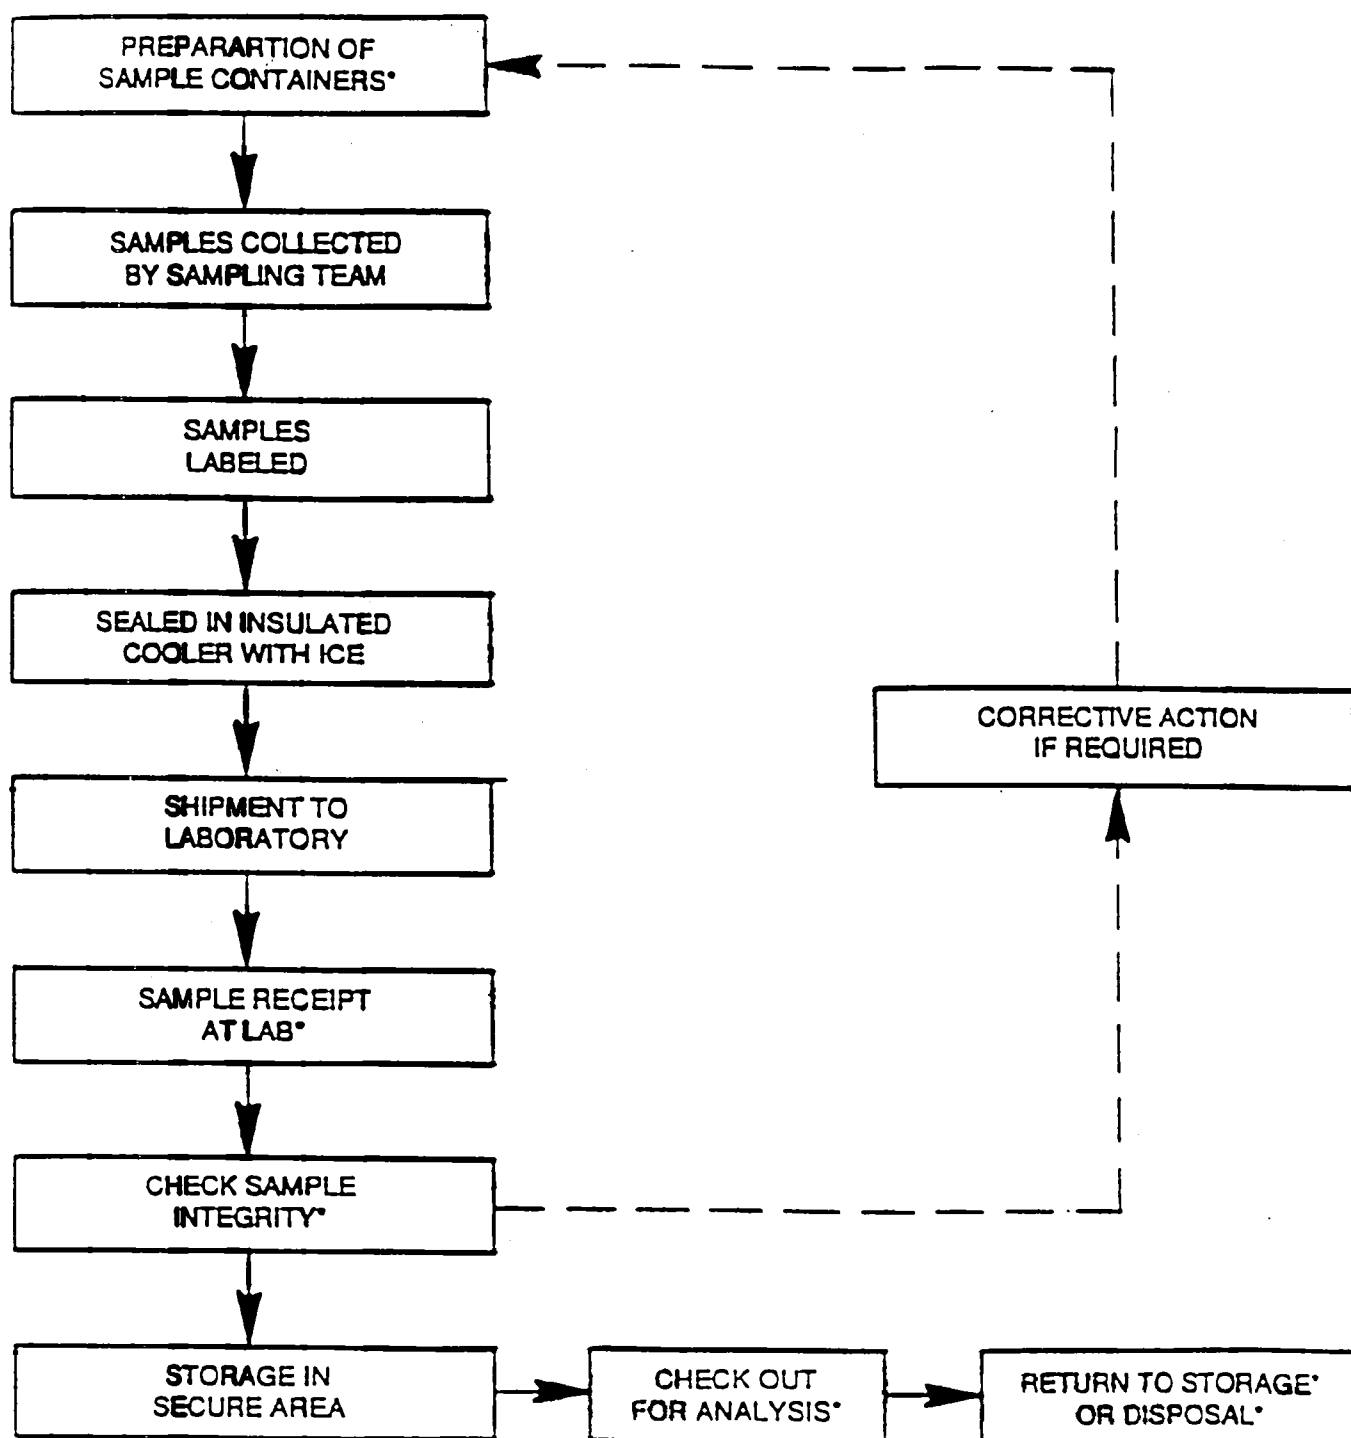 PREPARARTION OF
SAMPLE CONTAINERS*
SAMPLES COLLECTED
BY SAMPLING TEAM
SAMPLES
LABELED
SEALED IN INSULATED
COOLER WITH ICE
CORRECTIVE ACTION
IF REQUIRED
SHIPMENT TO
LABORATORY
SAMPLE RECEIPT
AT LAB*
CHECK SAMPLE
INTEGRITY*
STORAGE IN
SECURE AREA
CHECK OUT
FOR ANALYSIS*
RETURN TO STORAGE*
OR DISPOSAL*